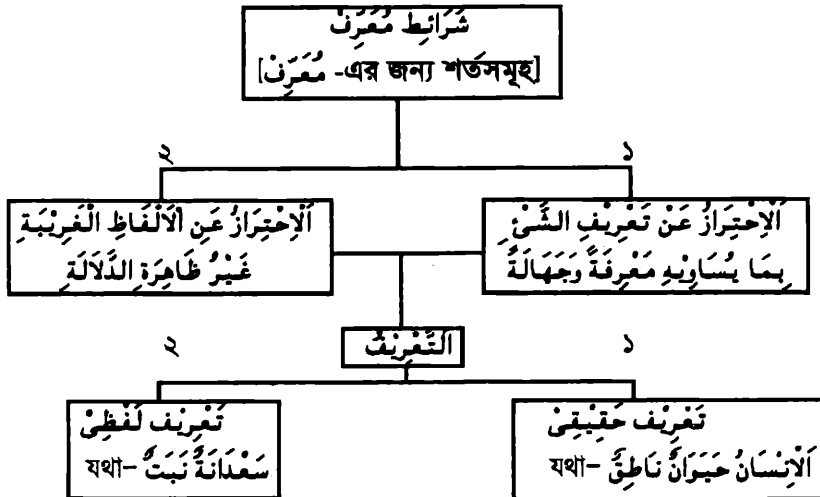 شَرَائِط مُعَرِّفْ
[مُعَرِّفْ -এর জন্য শর্তসমূহ]
১
২
اَلْاِحْتِرَازُ عَنْ تَعْرِيْفِ الشَّئْ
بِمَا يُسَاوِيْهِ مَعْرِفَةً وَجَهَالَةً
اَلْاِحْتِرَازُ عَنِ الْاَلْفَاظِ الْغَرِيْبَةِ
غَيْرُ ظَاهِرَةِ الدَّلَالَةِ
اَلتَّعْرِيْفُ
১
২
تَعْرِيْف حَقِيْقِىْ
যথা– اَلْاِنْسَانُ حَيَوَانٌ نَاطِقٌ
تَعْرِيْف لَفْظِىْ
যথা– سَعْدَانَةٌ نَبَتٌ